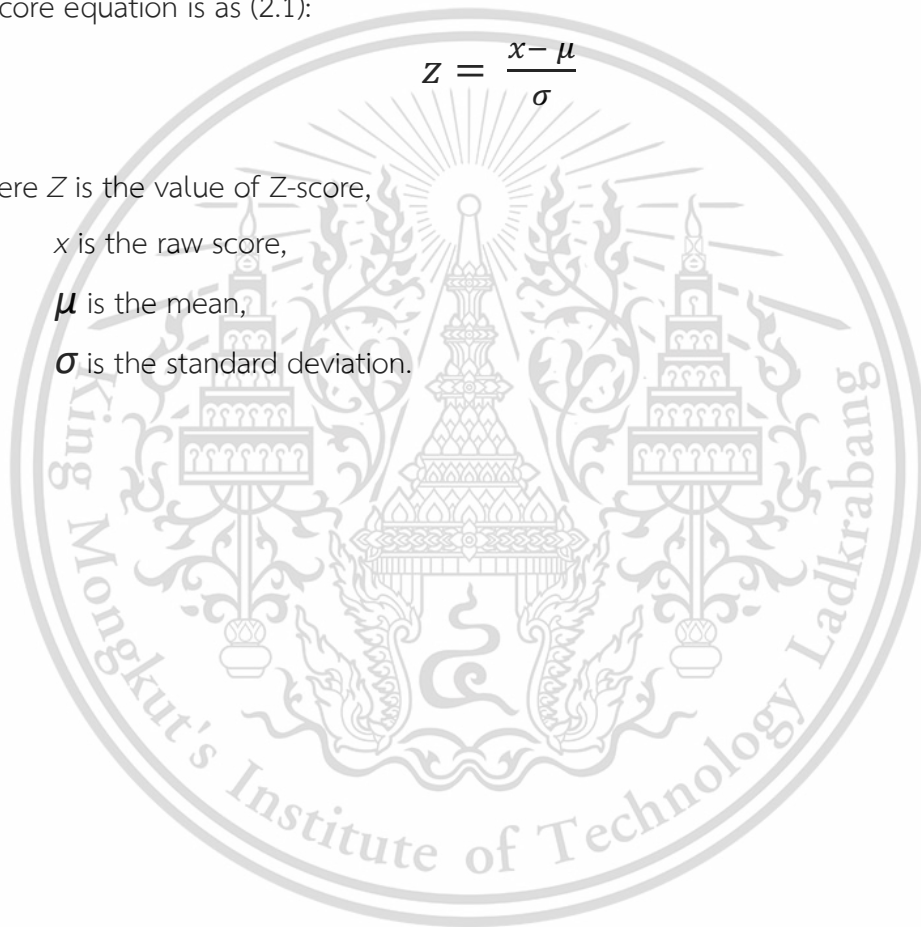 core equation is as (2.1):
z = \frac{x - μ}{σ}
ere Z is the value of Z-score,
x is the raw score,
μ is the mean,
σ is the standard deviation.
King Mongkut's Institute of Technology Ladkrabang